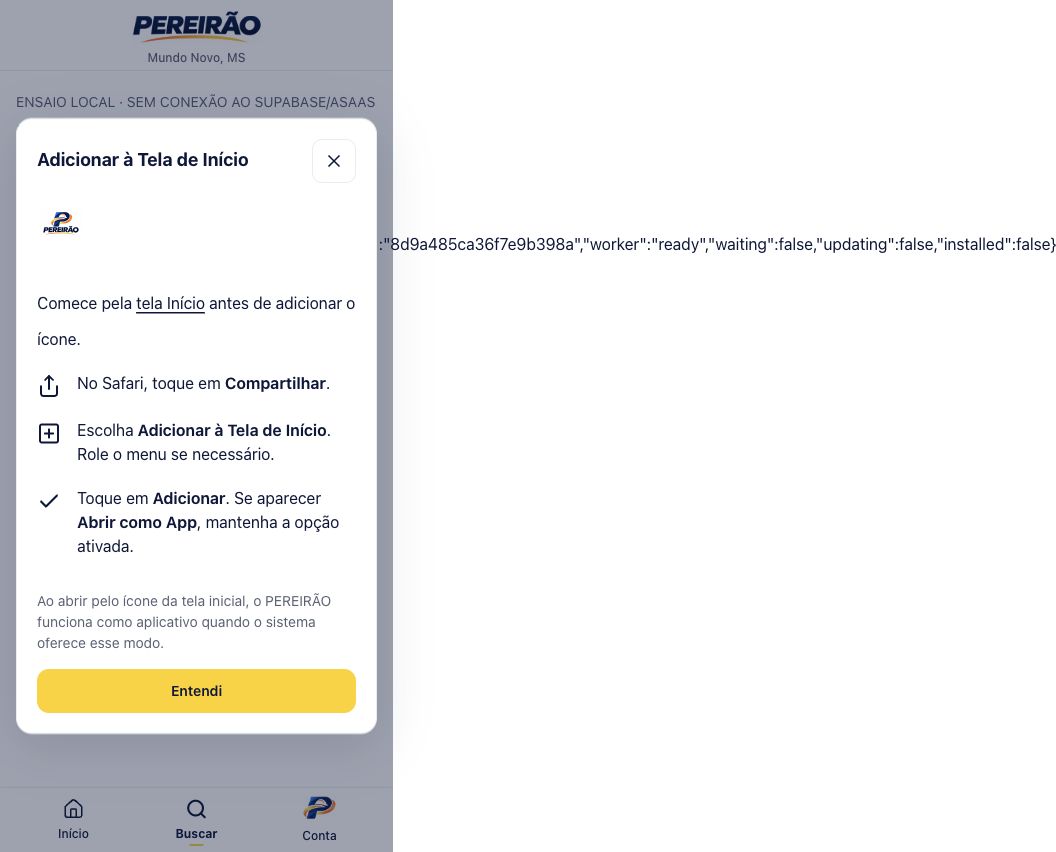 PEREIRÃO
Mundo Novo, MS
ENSAIO LOCAL · SEM CONEXÃO AO SUPABASE/ASAAS
Adicionar à Tela de Início
PEREIRÃO
:"8d9a485ca36f7e9b398a","worker":"ready","waiting":false,"updating":false,"installed":false}
Comece pela tela Início antes de adicionar o
ícone.
No Safari, toque em Compartilhar.
Escolha Adicionar à Tela de Início.
Role o menu se necessário.
Toque em Adicionar. Se aparecer
Abrir como App, mantenha a opção
ativada.
Ao abrir pelo ícone da tela inicial, o PEREIRÃO
funciona como aplicativo quando o sistema
oferece esse modo.
Entendi
Início
Buscar
Conta